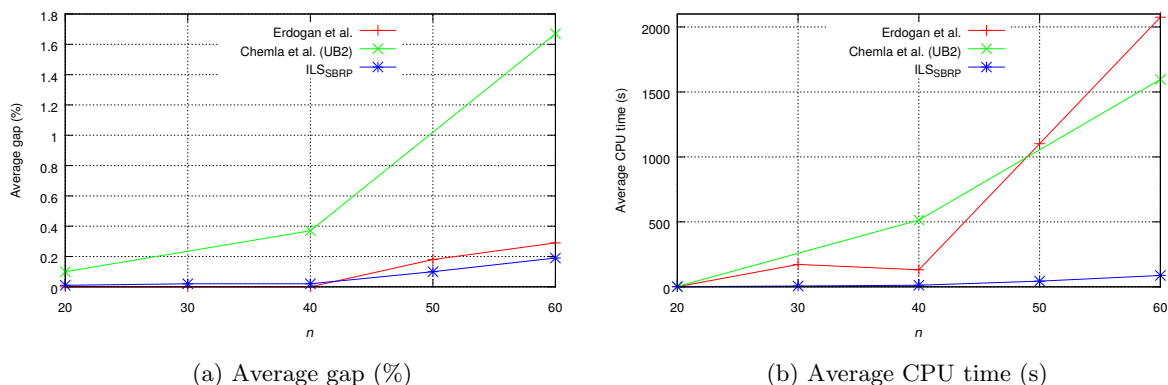 Average gap (%)
1.8
1.6
1.4
1.2
1
0.8
0.6
0.4
0.2
0
20
30
40
50
60
n
Erdogan et al.
Chemla et al. (UB2)
ILS_SBRP
(a) Average gap (%)
Average CPU time (s)
2000
1500
1000
500
0
20
30
40
50
60
n
Erdogan et al.
Chemla et al. (UB2)
ILS_SBRP
(b) Average CPU time (s)